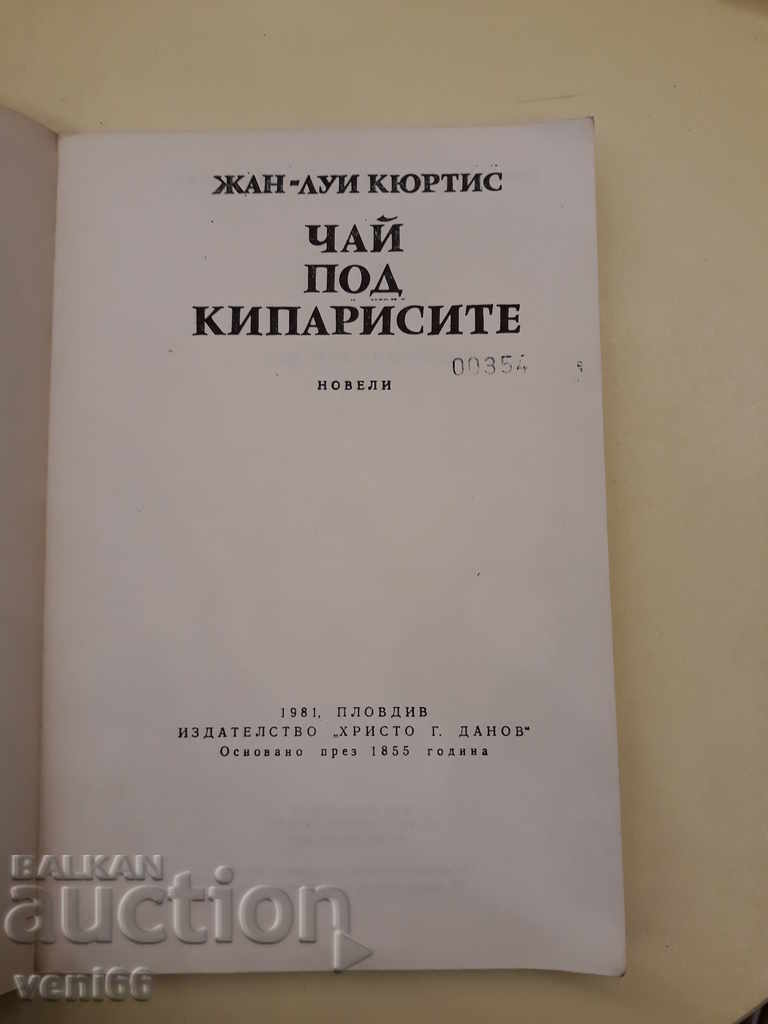 ЖАН-ЛУИ КЮРТИС
ЧАЙ
ПОД
КИПАРИСИТЕ
00354
НОВЕЛИ
1981, ПЛОВДИВ
ИЗДАТЕЛСТВО „ХРИСТО Г. ДАНОВ“
Основано през 1855 година
BALKAN
auction
veni66